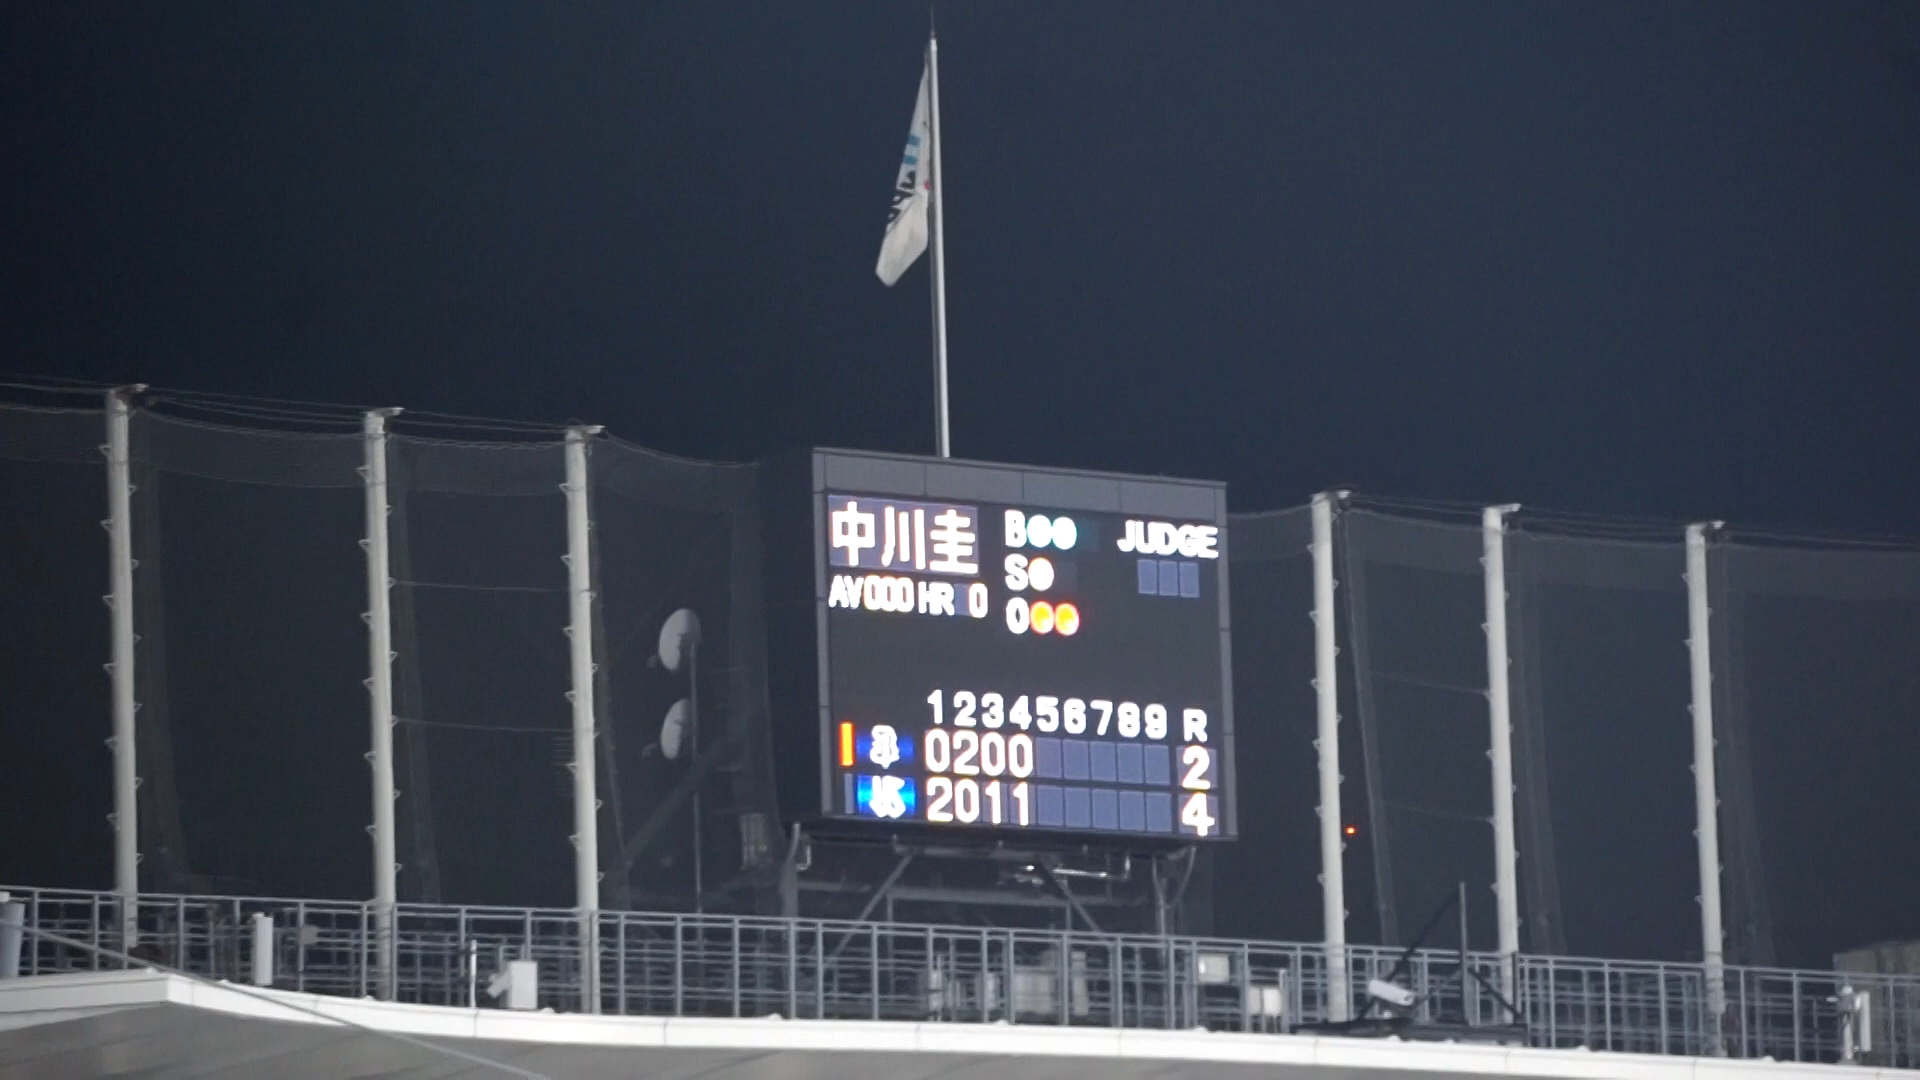 中川圭
AV000 HR 0
B
S
O
JUDGE
123456789 R
0200 2
2011 4